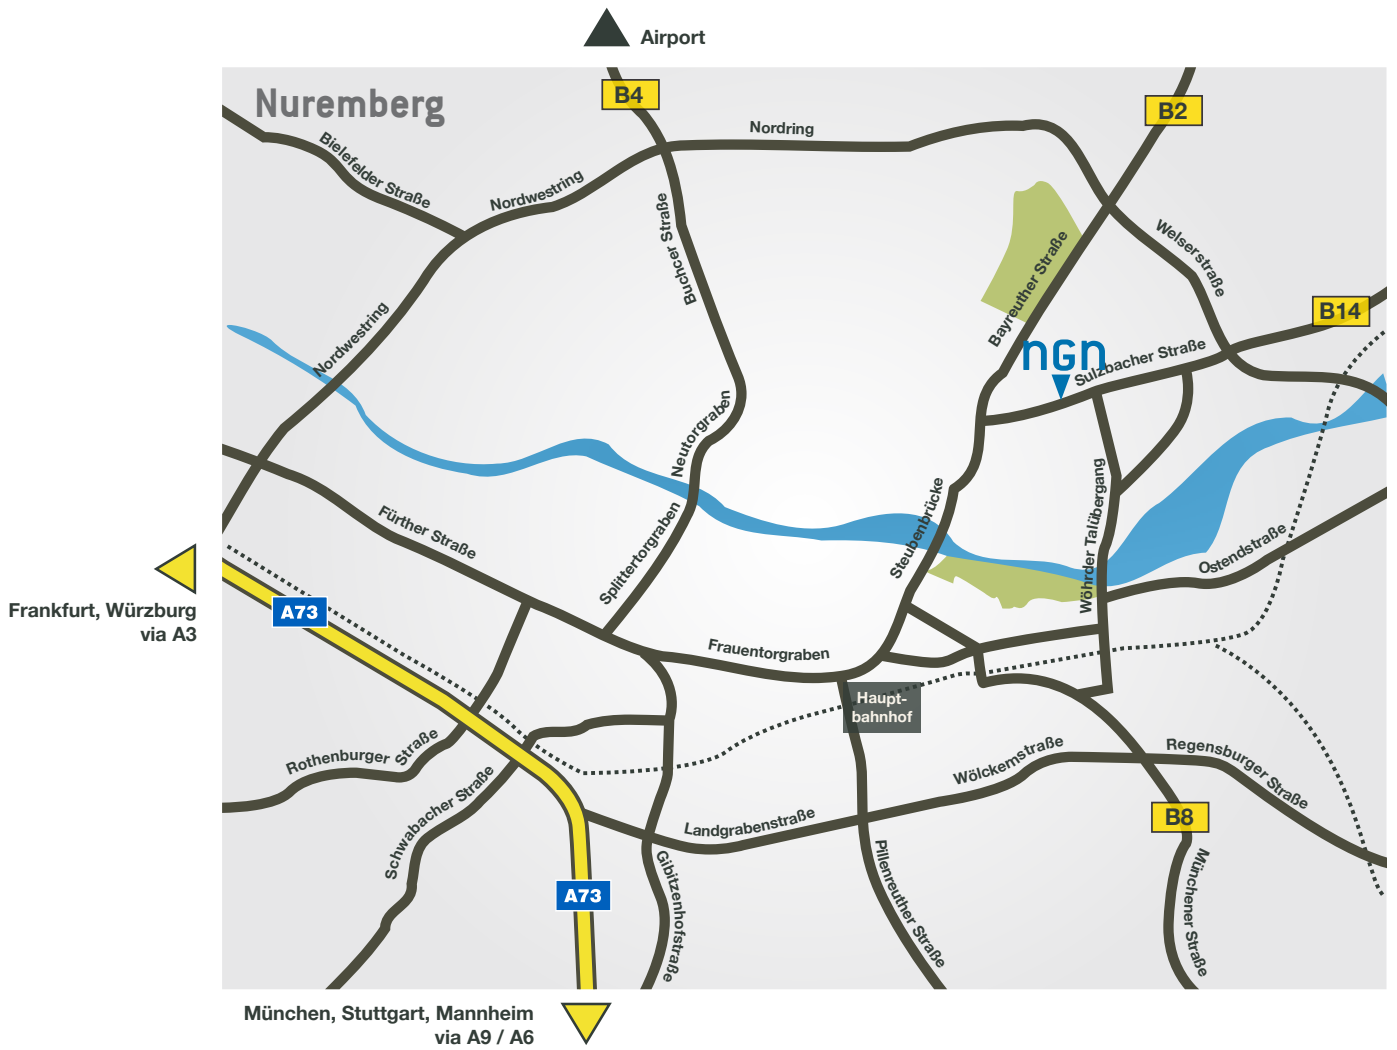 Airport
Nuremberg
B4
B2
Nordring
Bielefelder Straße
Nordwestring
Buchcer Straße
Welserstraße
Bayreuther Straße
B14
Nordwestring
ngn
Sulzbacher Straße
Neutorgraben
Fürther Straße
Splittertorgraben
Steubenbrücke
Wöhrder Talübergang
Ostendstraße
A73
Frankfurt, Würzburg
via A3
Frauentorgraben
Haupt-
bahnhof
Rothenburger Straße
Schwabacher Straße
Wölckernstraße
Regensburger Straße
Landgrabenstraße
B8
A73
Gibitzenhofstraße
Pillenreuther Straße
Münchener Straße
München, Stuttgart, Mannheim
via A9 / A6